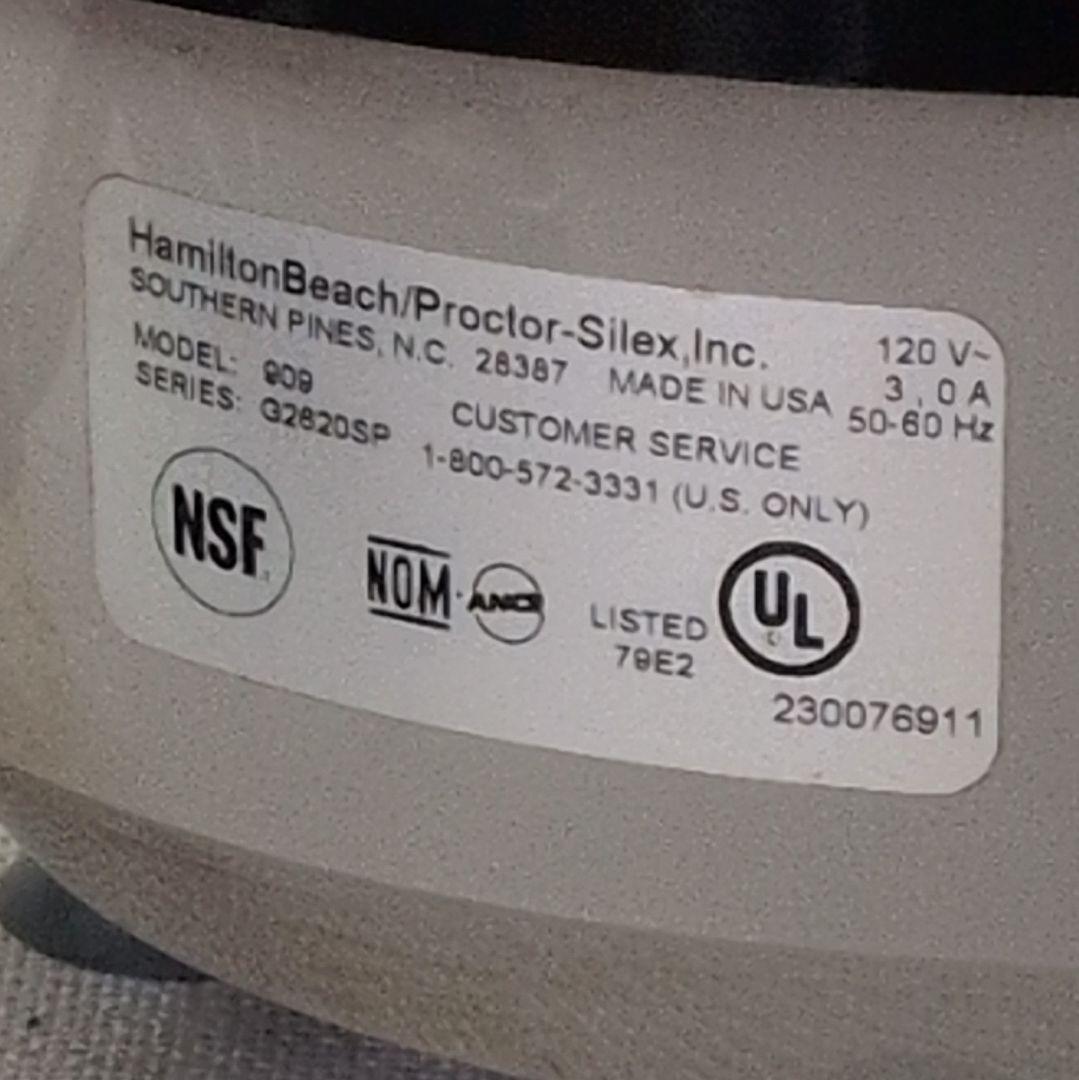 HamiltonBeach/Proctor-Silex,Inc.
120 V~
SOUTHERN PINES, N.C. 28387 MADE IN USA
3.0 A
MODEL: 909
50-60 Hz
SERIES: G2820SP
CUSTOMER SERVICE
1-800-572-3331 (U.S. ONLY)
NSF
NOM
ANCE
LISTED
79E2
UL
230076911